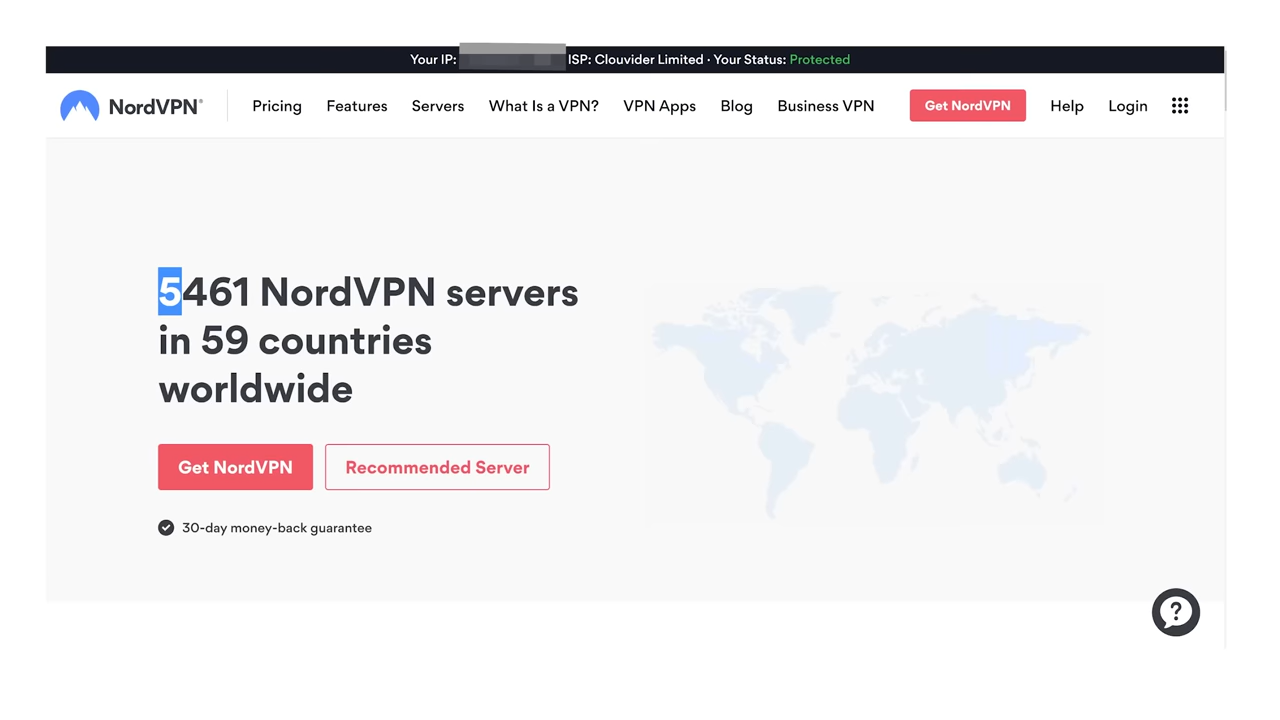 Your IP: ISP: Clouvider Limited · Your Status: Protected
NordVPN® Pricing Features Servers What Is a VPN? VPN Apps Blog Business VPN Get NordVPN Help Login
5461 NordVPN servers
in 59 countries
worldwide
Get NordVPN Recommended Server
30-day money-back guarantee
?